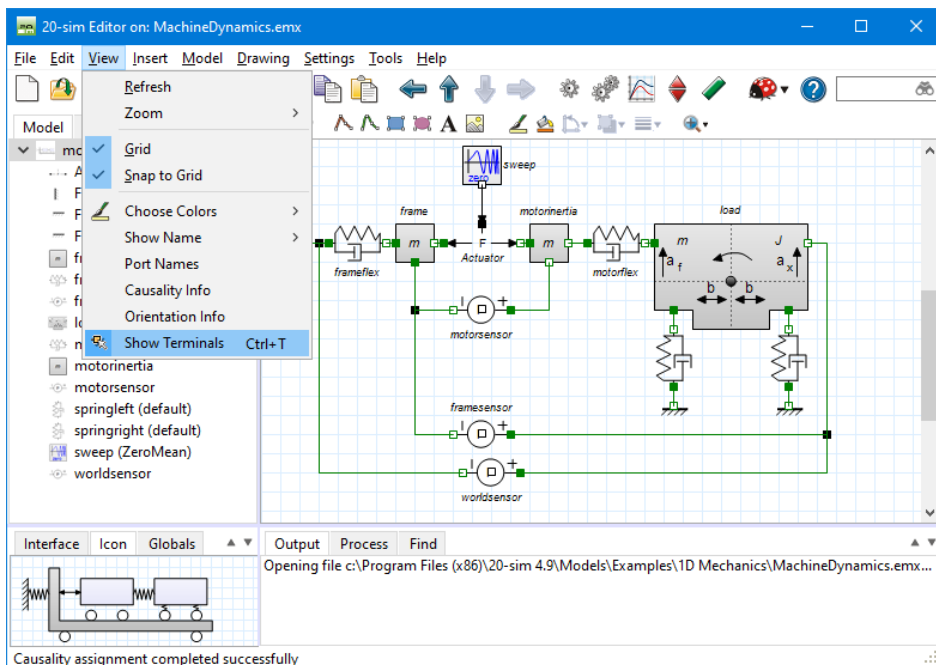 20-sim Editor on: MachineDynamics.emx
File Edit View Insert Model Drawing Settings Tools Help
Refresh
Zoom
Grid
Snap to Grid
Choose Colors
Show Name
Port Names
Causality Info
Orientation Info
Show Terminals Ctrl+T
Model
motorinertia
motorsensor
springleft (default)
springright (default)
sweep (ZeroMean)
worldsensor
A
zero
sweep
frame
motorinertia
load
m
F
m
m
J
a f
a x
b b
frameflex
Actuator
motorflex
motorsensor
framesensor
worldsensor
Interface Icon Globals
Output Process Find
Opening file c:\Program Files (x86)\20-sim 4.9\Models\Examples\1D Mechanics\MachineDynamics.emx...
Causality assignment completed successfully